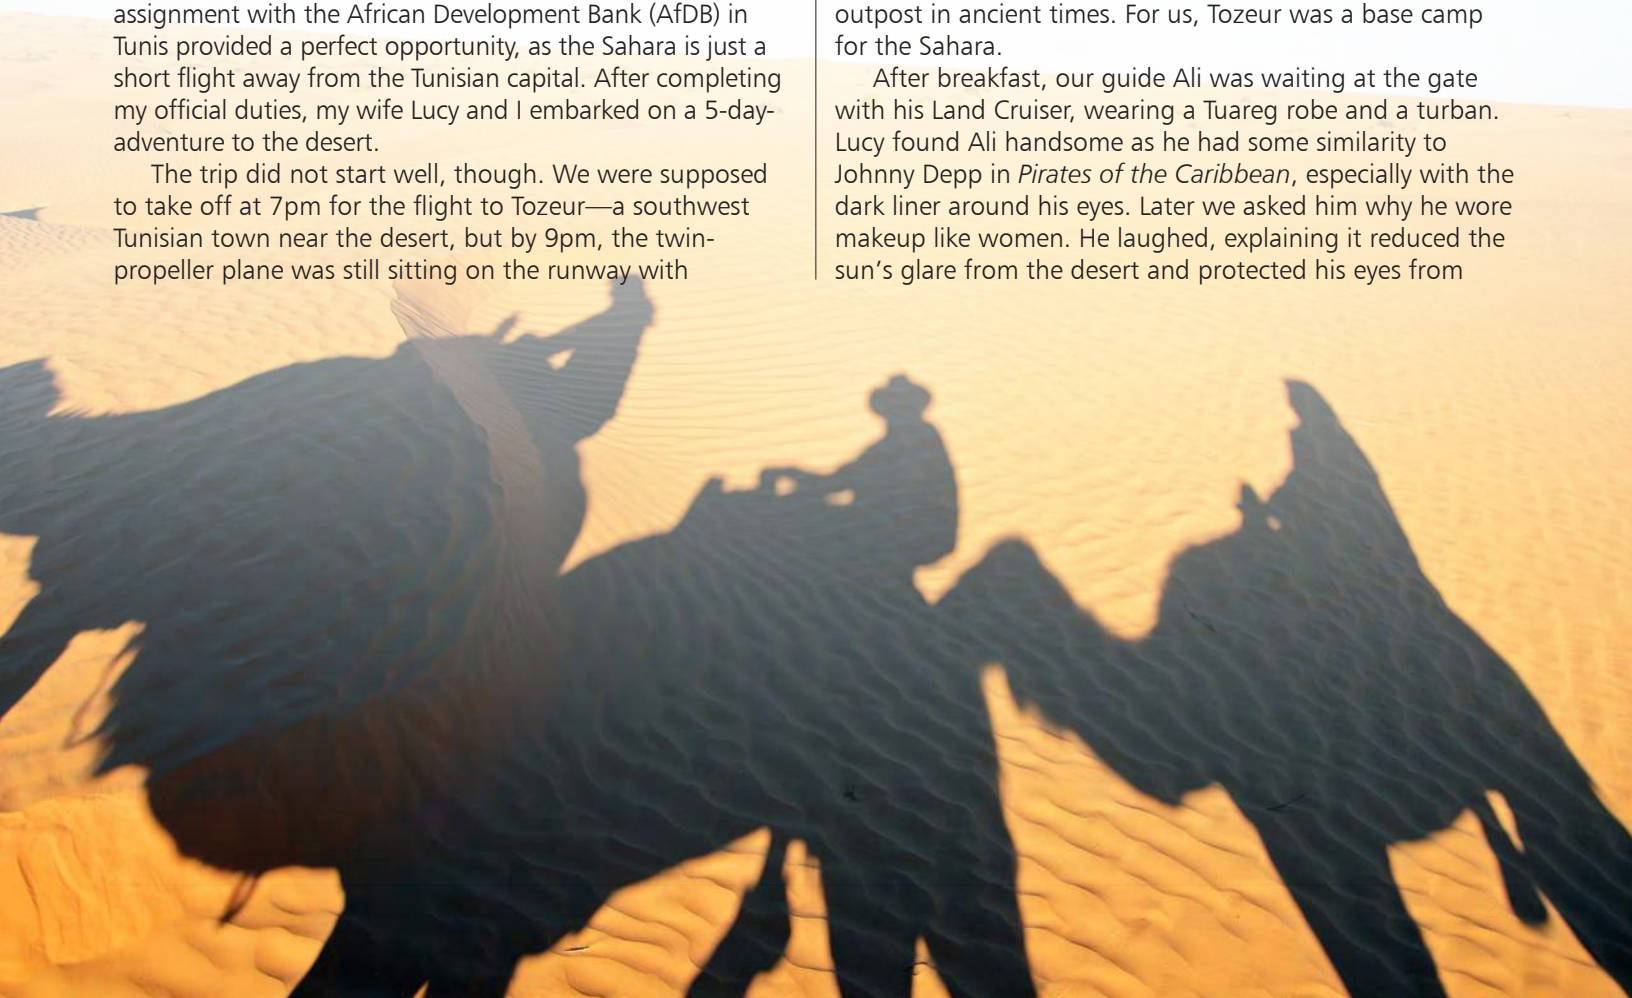 assignment with the African Development Bank (AfDB) in
Tunis provided a perfect opportunity, as the Sahara is just a
short flight away from the Tunisian capital. After completing
my official duties, my wife Lucy and I embarked on a 5-day-
adventure to the desert.
The trip did not start well, though. We were supposed
to take off at 7pm for the flight to Tozeur—a southwest
Tunisian town near the desert, but by 9pm, the twin-
propeller plane was still sitting on the runway with
outpost in ancient times. For us, Tozeur was a base camp
for the Sahara.
After breakfast, our guide Ali was waiting at the gate
with his Land Cruiser, wearing a Tuareg robe and a turban.
Lucy found Ali handsome as he had some similarity to
Johnny Depp in Pirates of the Caribbean, especially with the
dark liner around his eyes. Later we asked him why he wore
makeup like women. He laughed, explaining it reduced the
sun’s glare from the desert and protected his eyes from